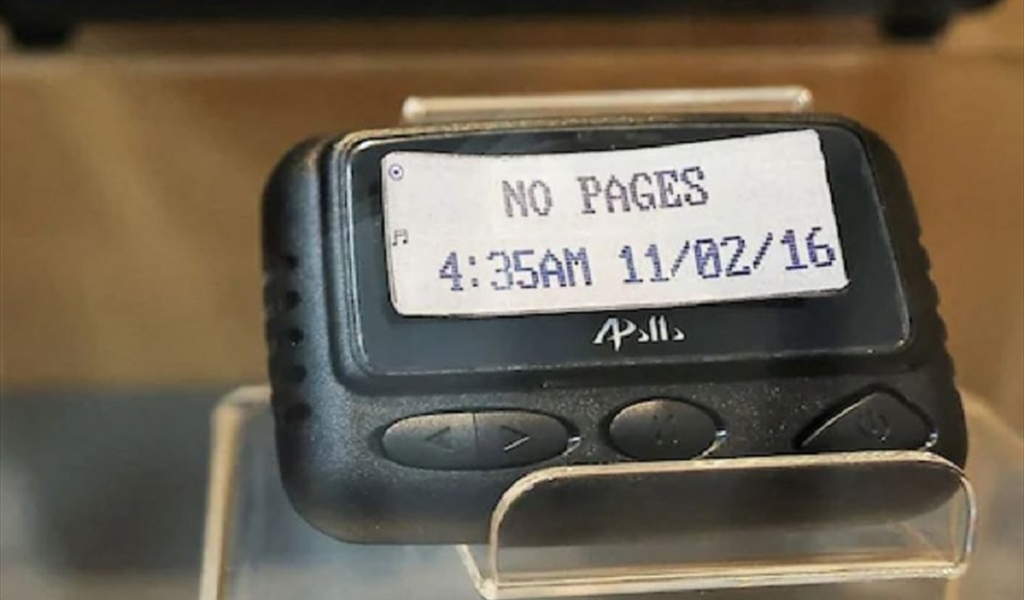 NO PAGES
4:35AM 11/02/16
Apollo
< >